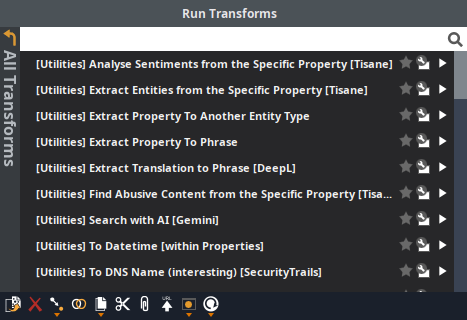 Run Transforms
All Transforms
[Utilities] Analyse Sentiments from the Specific Property [Tisane]
[Utilities] Extract Entities from the Specific Property [Tisane]
[Utilities] Extract Property To Another Entity Type
[Utilities] Extract Property To Phrase
[Utilities] Extract Translation to Phrase [DeepL]
[Utilities] Find Abusive Content from the Specific Property [Tisa...
[Utilities] Search with AI [Gemini]
[Utilities] To Datetime [within Properties]
[Utilities] To DNS Name (interesting) [SecurityTrails]
URL